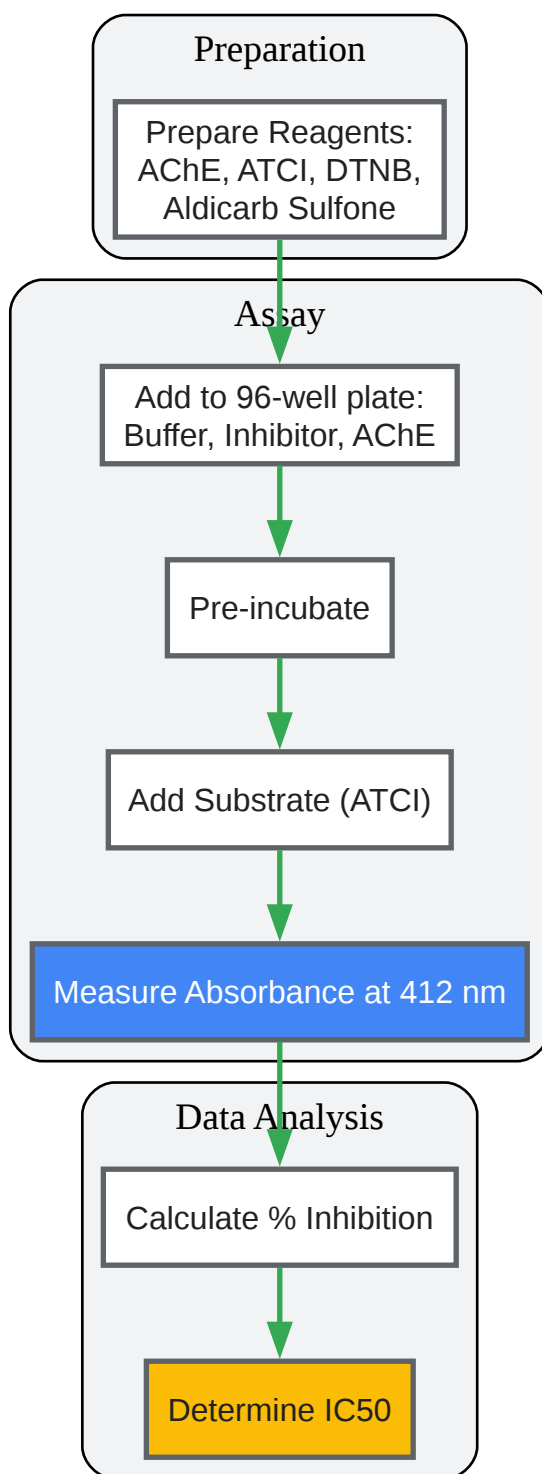 Preparation
Prepare Reagents:
AChE, ATCI, DTNB,
Aldicarb Sulfone
Assay
Add to 96-well plate:
Buffer, Inhibitor, AChE
Pre-incubate
Add Substrate (ATCI)
Measure Absorbance at 412 nm
Data Analysis
Calculate % Inhibition
Determine IC50